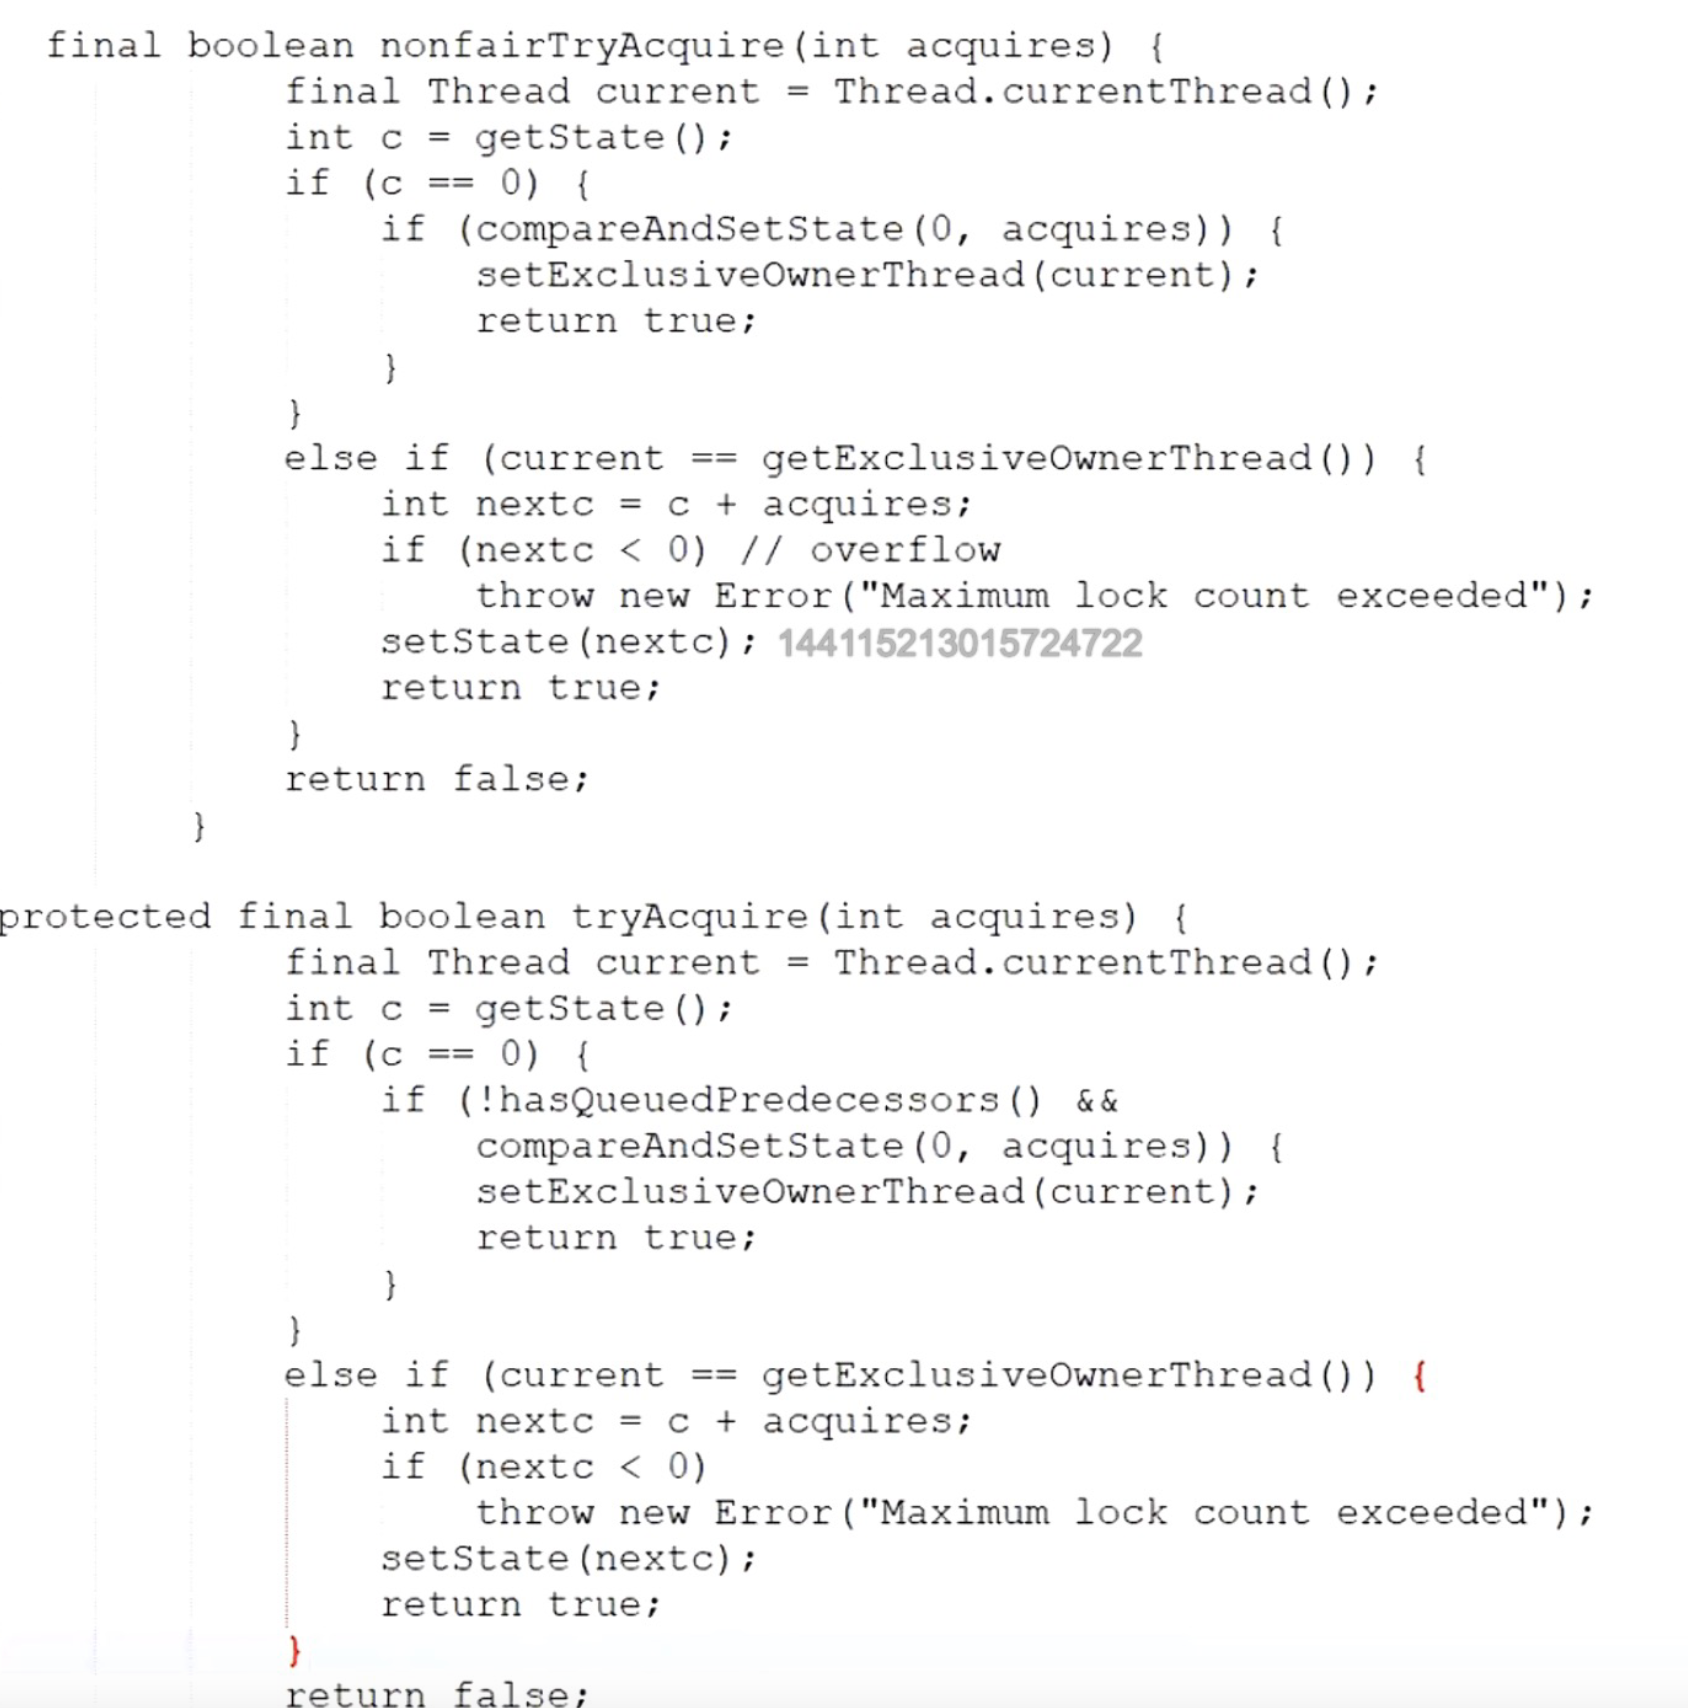 final boolean nonfairTryAcquire(int acquires) {
final Thread current = Thread.currentThread();
int c = getState();
if (c == 0) {
if (compareAndSetState(0, acquires)) {
setExclusiveOwnerThread(current);
return true;
}
}
else if (current == getExclusiveOwnerThread()) {
int nextc = c + acquires;
if (nextc < 0) // overflow
throw new Error("Maximum lock count exceeded");
setState(nextc); 144115213015724722
return true;
}
return false;
}
protected final boolean tryAcquire(int acquires) {
final Thread current = Thread.currentThread();
int c = getState();
if (c == 0) {
if (!hasQueuedPredecessors() &&
compareAndSetState(0, acquires)) {
setExclusiveOwnerThread(current);
return true;
}
}
else if (current == getExclusiveOwnerThread()) {
int nextc = c + acquires;
if (nextc < 0)
throw new Error("Maximum lock count exceeded");
setState(nextc);
return true;
}
return false;